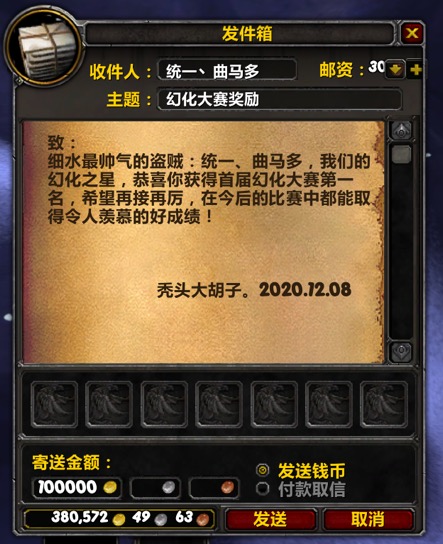 发件箱
收件人： 统一、曲马多 邮资：30
主题： 幻化大赛奖励
致：
细水最帅气的盗贼：统一、曲马多，我们的
幻化之星，恭喜你获得首届幻化大赛第一
名，希望再接再厉，在今后的比赛中都能取
得令人羡慕的好成绩！
秃头大胡子。2020.12.08
寄送金额：
100000
发送钱币
付款取信
380,572 49 63 发送 取消